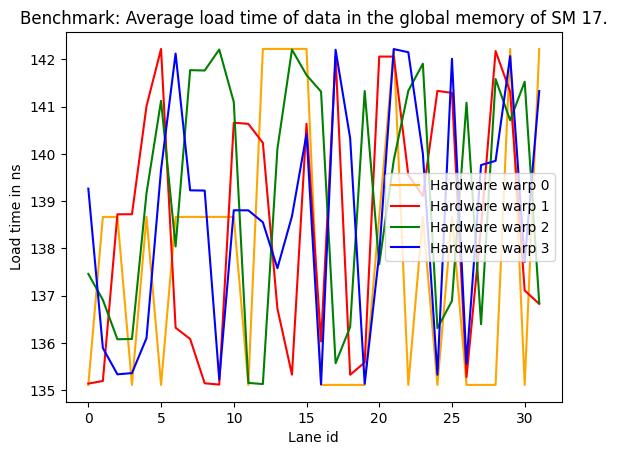 Benchmark: Average load time of data in the global memory of SM 17.
Load time in ns
142
141
140
139
138
137
136
135
Hardware warp 0
Hardware warp 1
Hardware warp 2
Hardware warp 3
0 5 10 15 20 25 30
Lane id